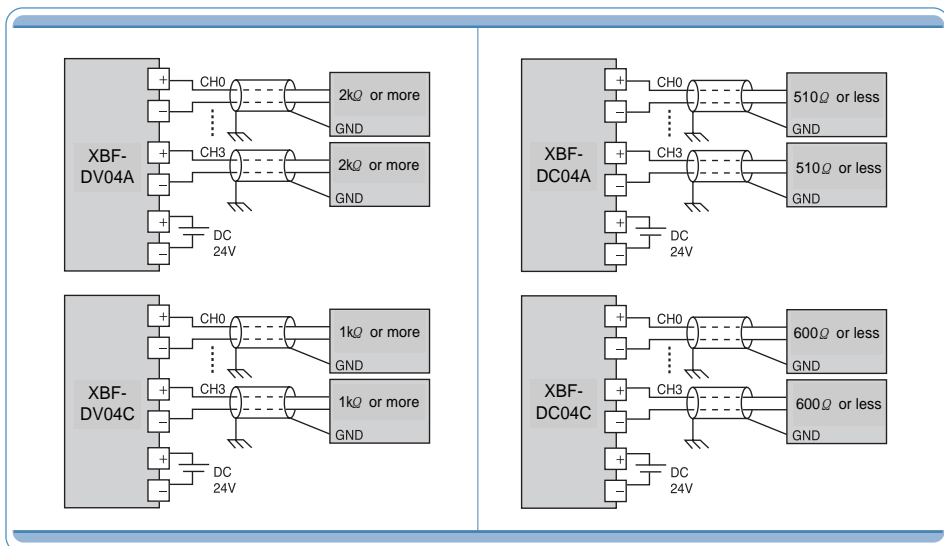 XBF-
DV04A
+
CH0
2kΩ or more
−
GND
+
CH3
2kΩ or more
−
GND
+
DC
24V
−
XBF-
DC04A
+
CH0
510Ω or less
−
GND
+
CH3
510Ω or less
−
GND
+
DC
24V
−
XBF-
DV04C
+
CH0
1kΩ or more
−
GND
+
CH3
1kΩ or more
−
GND
+
DC
24V
−
XBF-
DC04C
+
CH0
600Ω or less
−
GND
+
CH3
600Ω or less
−
GND
+
DC
24V
−